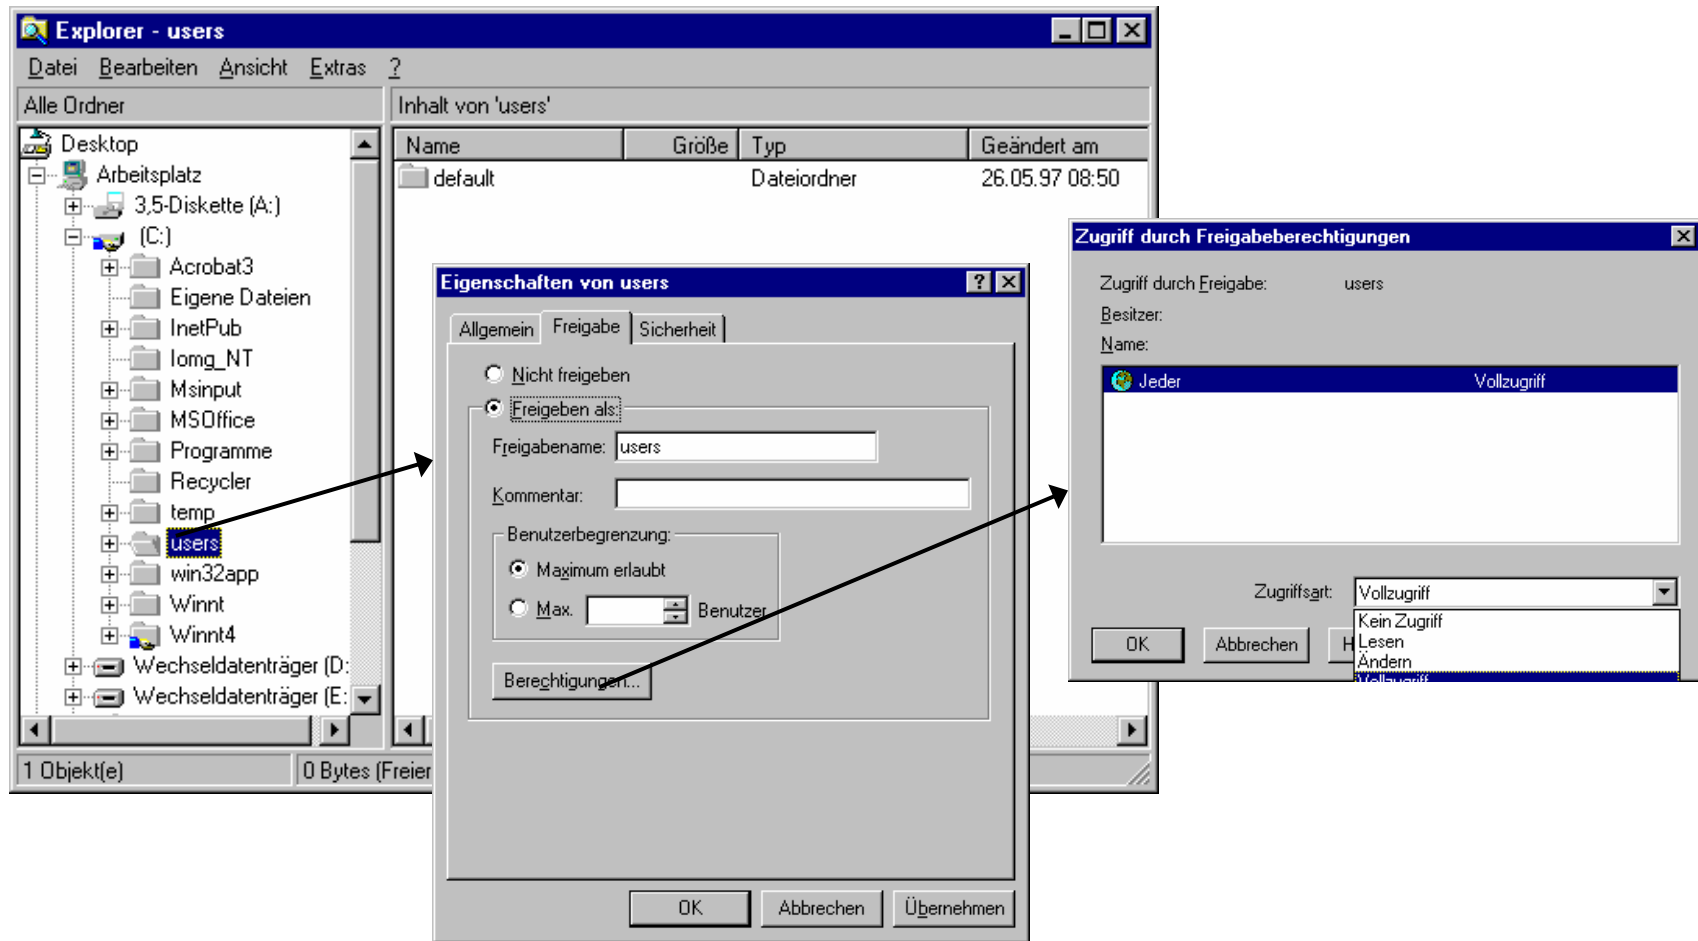 Explorer - users
Datei Bearbeiten Ansicht Extras ?
Alle Ordner
Inhalt von 'users'
Desktop
Arbeitsplatz
3,5-Diskette (A:)
(C:)
Acrobat3
Eigene Dateien
InetPub
Iomg_NT
Msinput
MSOffice
Programme
Recycler
temp
users
win32app
Winnt
Winnt4
Wechseldatenträger (D:
Wechseldatenträger (E:
Name Größe Typ Geändert am
default Dateiordner 26.05.97 08:50
1 Objekt(e)
0 Bytes (Freier
Eigenschaften von users
Allgemein Freigabe Sicherheit
Nicht freigeben
Freigeben als:
Freigabename: users
Kommentar:
Benutzerbegrenzung:
Maximum erlaubt
Max. Benutzer
Berechtigungen...
OK Abbrechen Übernehmen
Zugriff durch Freigabeberechtigungen
Zugriff durch Freigabe: users
Besitzer:
Name:
Jeder Vollzugriff
Zugriffsart: Vollzugriff
Kein Zugriff
Lesen
Ändern
Vollzugriff
OK Abbrechen H